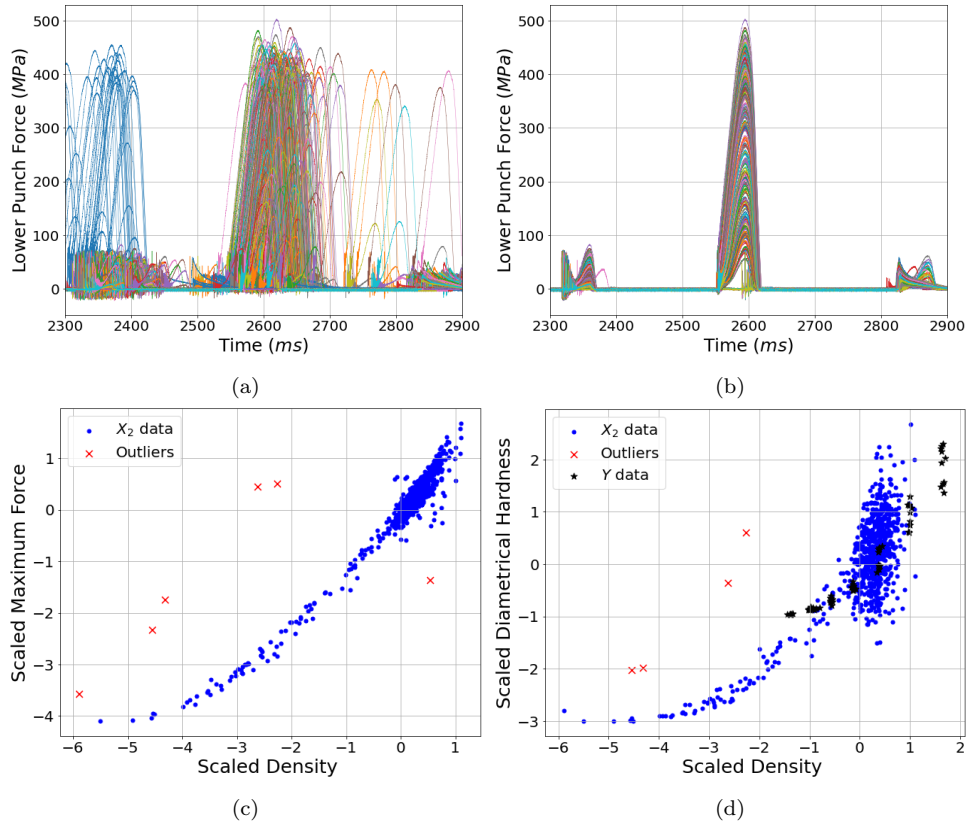 500
400
300
200
100
0
Lower Punch Force (MPa)
2300 2400 2500 2600 2700 2800 2900
Time (ms)
(a)
500
400
300
200
100
0
Lower Punch Force (MPa)
2300 2400 2500 2600 2700 2800 2900
Time (ms)
(b)
X₂ data
Outliers
1
0
−1
−2
−3
−4
Scaled Maximum Force
−6 −5 −4 −3 −2 −1 0 1
Scaled Density
(c)
X₂ data
Outliers
Y data
2
1
0
−1
−2
−3
Scaled Diametrical Hardness
−6 −5 −4 −3 −2 −1 0 1 2
Scaled Density
(d)